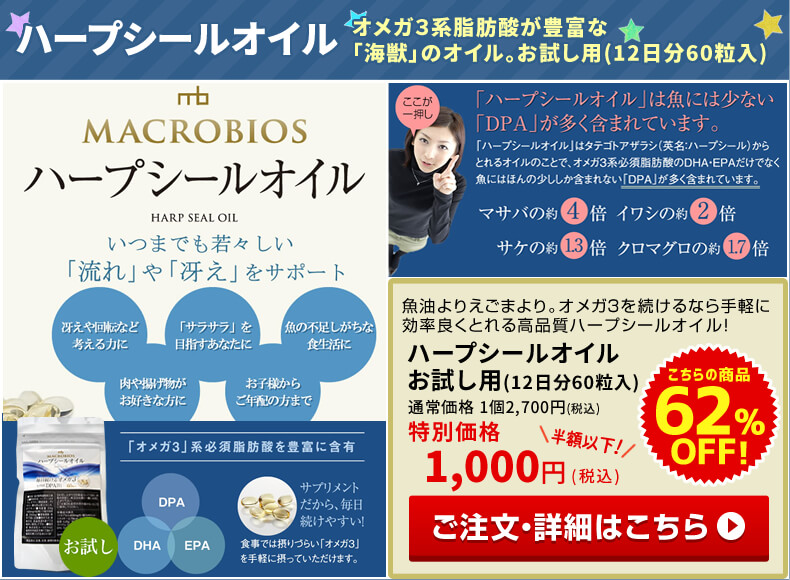 ハープシールオイル
オメガ3系脂肪酸が豊富な
「海獣」のオイル。お試し用(12日分60粒入)
mb
MACROBIOS
ハープシールオイル
HARP SEAL OIL
いつまでも若々しい
「流れ」や「冴え」をサポート
冴えや回転など
考える力に
「サラサラ」を
目指すあなたに
魚の不足しがちな
食生活に
肉や揚げ物が
お好きな方に
お子様から
ご年配の方まで
ここが
一押し
「ハープシールオイル」は魚には少ない
「DPA」が多く含まれています。
「ハープシールオイル」はタテゴトアザラシ(英名:ハープシール)から
とれるオイルのことで、オメガ3系必須脂肪酸のDHA・EPAだけでなく
魚にはほんの少ししか含まれない「DPA」が多く含まれています。
マサバの約4倍 イワシの約2倍
サケの約1.3倍 クロマグロの約1.7倍
「オメガ3」系必須脂肪酸を豊富に含有
ハープシールオイル
お試し
DPA
DHA
EPA
サプリメント
だから、毎日
続けやすい!
食事では摂りづらい「オメガ3」
を手軽に摂っていただけます。
魚油よりえごまより。オメガ3を続けるなら手軽に
効率良くとれる高品質ハープシールオイル!
ハープシールオイル
お試し用(12日分60粒入)
通常価格 1個2,700円(税込)
特別価格
半額以下!
1,000円(税込)
こちらの商品
62%
OFF!
ご注文・詳細はこちら